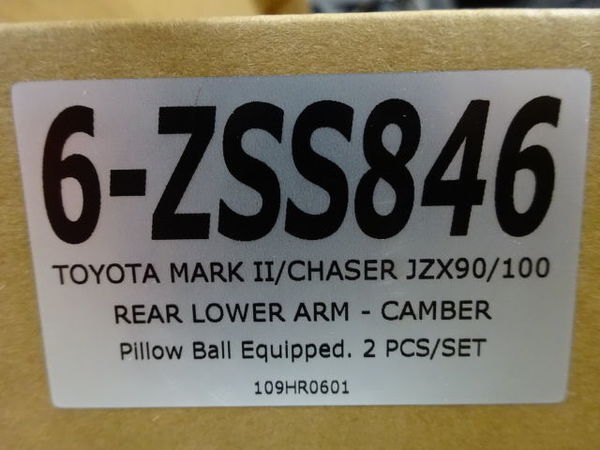 6-ZSS846
TOYOTA MARK II/CHASER JZX90/100
REAR LOWER ARM - CAMBER
Pillow Ball Equipped. 2 PCS/SET
109HR0601